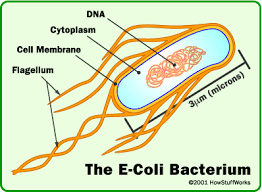 DNA
Cytoplasm
Cell Membrane
Flagellum
3µm (microns)
The E-Coli Bacterium
©2001 HowStuffWorks